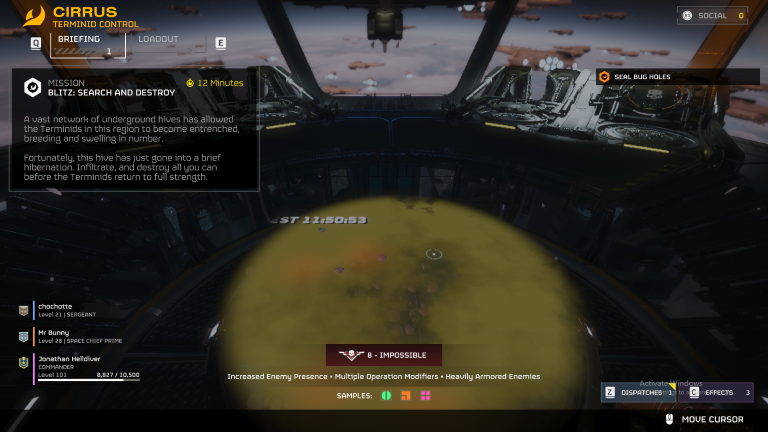 CIRRUS
TERMINID CONTROL
SOCIAL 0
Q BRIEFING LOADOUT E
1
MISSION 12 Minutes
BLITZ: SEARCH AND DESTROY
SEAL BUG HOLES
A vast network of underground hives has allowed
the Terminids in this region to become entrenched,
breeding and swelling in number.
Fortunately, this hive has just gone into a brief
hibernation. Infiltrate, and destroy all you can
before the Terminids return to full strength.
ST 11:50:53
chochotte
Level 21 | SERGEANT
Mr Bunny
Level 28 | SPACE CHIEF PRIME
Jonathan Helldiver
COMMANDER
Level 101 8,827 / 10,500
8 - IMPOSSIBLE
Increased Enemy Presence • Multiple Operation Modifiers • Heavily Armored Enemies
SAMPLES:
Activate Windows
Z DISPATCHES 1 C EFFECTS 3
MOVE CURSOR